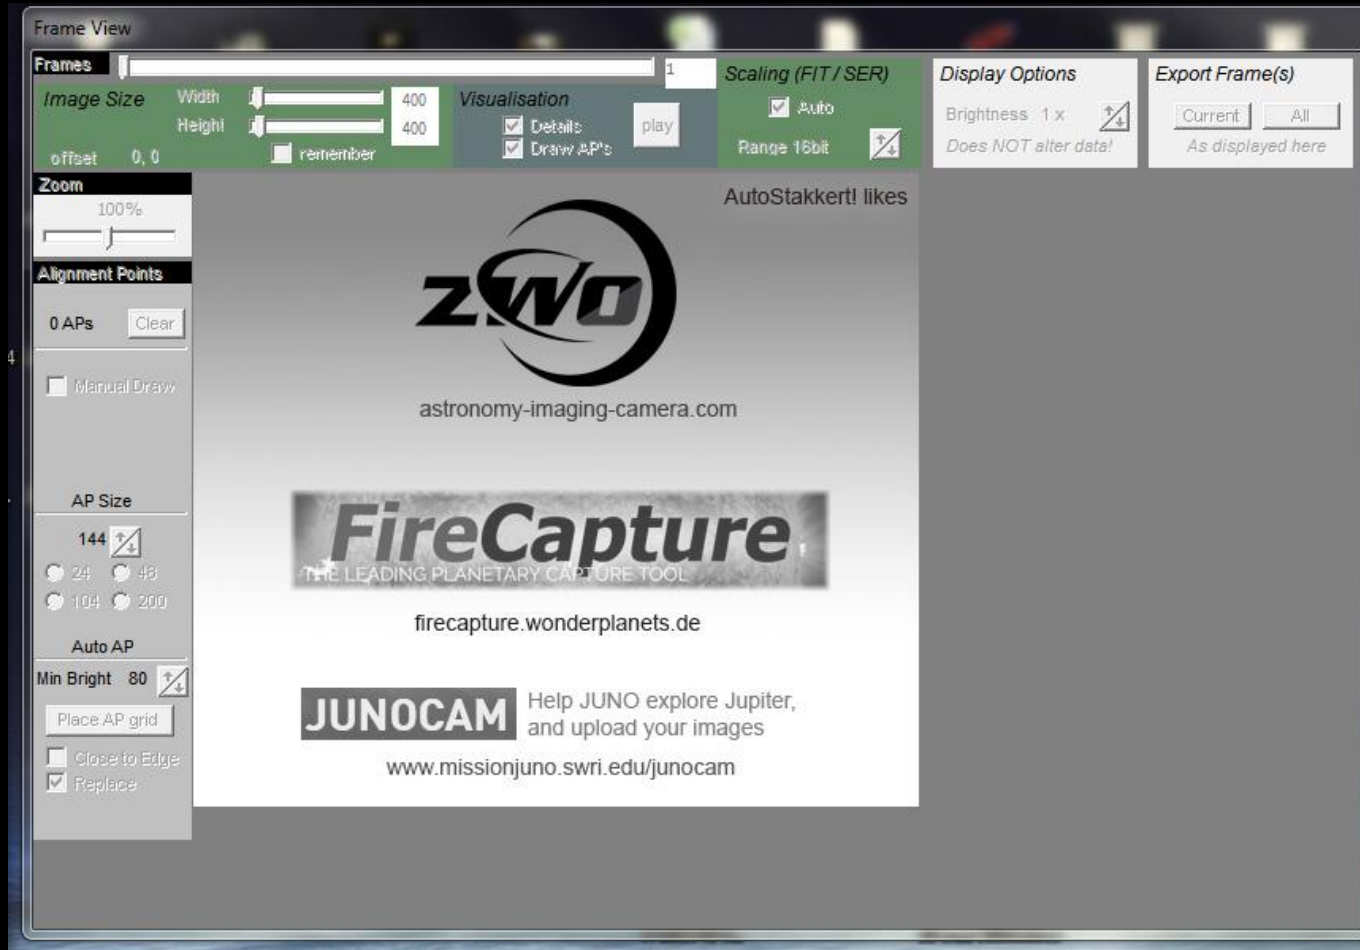 Frame View
Frames 1
Image Size Width 400
Height 400
offset 0, 0 remember
Visualisation
Details
Draw AP's
play
Scaling (FIT / SER)
Auto
Range 16bit
Display Options
Brightness 1 x
Does NOT alter data!
Export Frame(s)
Current All
As displayed here
Zoom
100%
Alignment Points
0 APs Clear
Manual Draw
AP Size
144
24 48
104 200
Auto AP
Min Bright 80
Place AP grid
Close to Edge
Replace
AutoStakkert! likes
ZWO
astronomy-imaging-camera.com
FireCapture
THE LEADING PLANETARY CAPTURE TOOL
firecapture.wonderplanets.de
JUNOCAM
Help JUNO explore Jupiter,
and upload your images
www.missionjuno.swri.edu/junocam
4